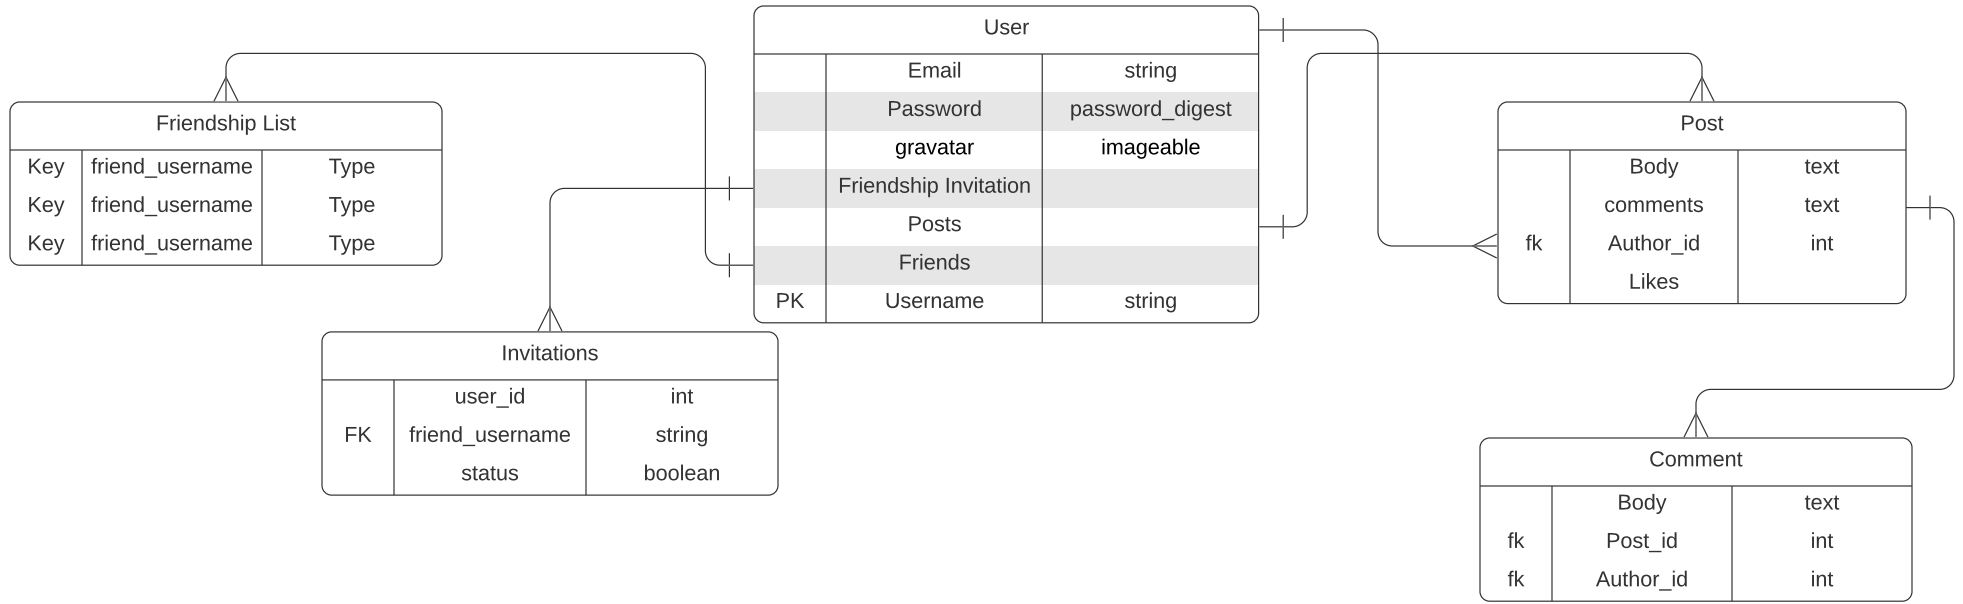 User
Email string
Password password_digest
gravatar imageable
Friendship Invitation
Posts
Friends
PK Username string
Friendship List
Key friend_username Type
Key friend_username Type
Key friend_username Type
Invitations
user_id int
FK friend_username string
status boolean
Post
Body text
comments text
fk Author_id int
Likes
Comment
Body text
fk Post_id int
fk Author_id int